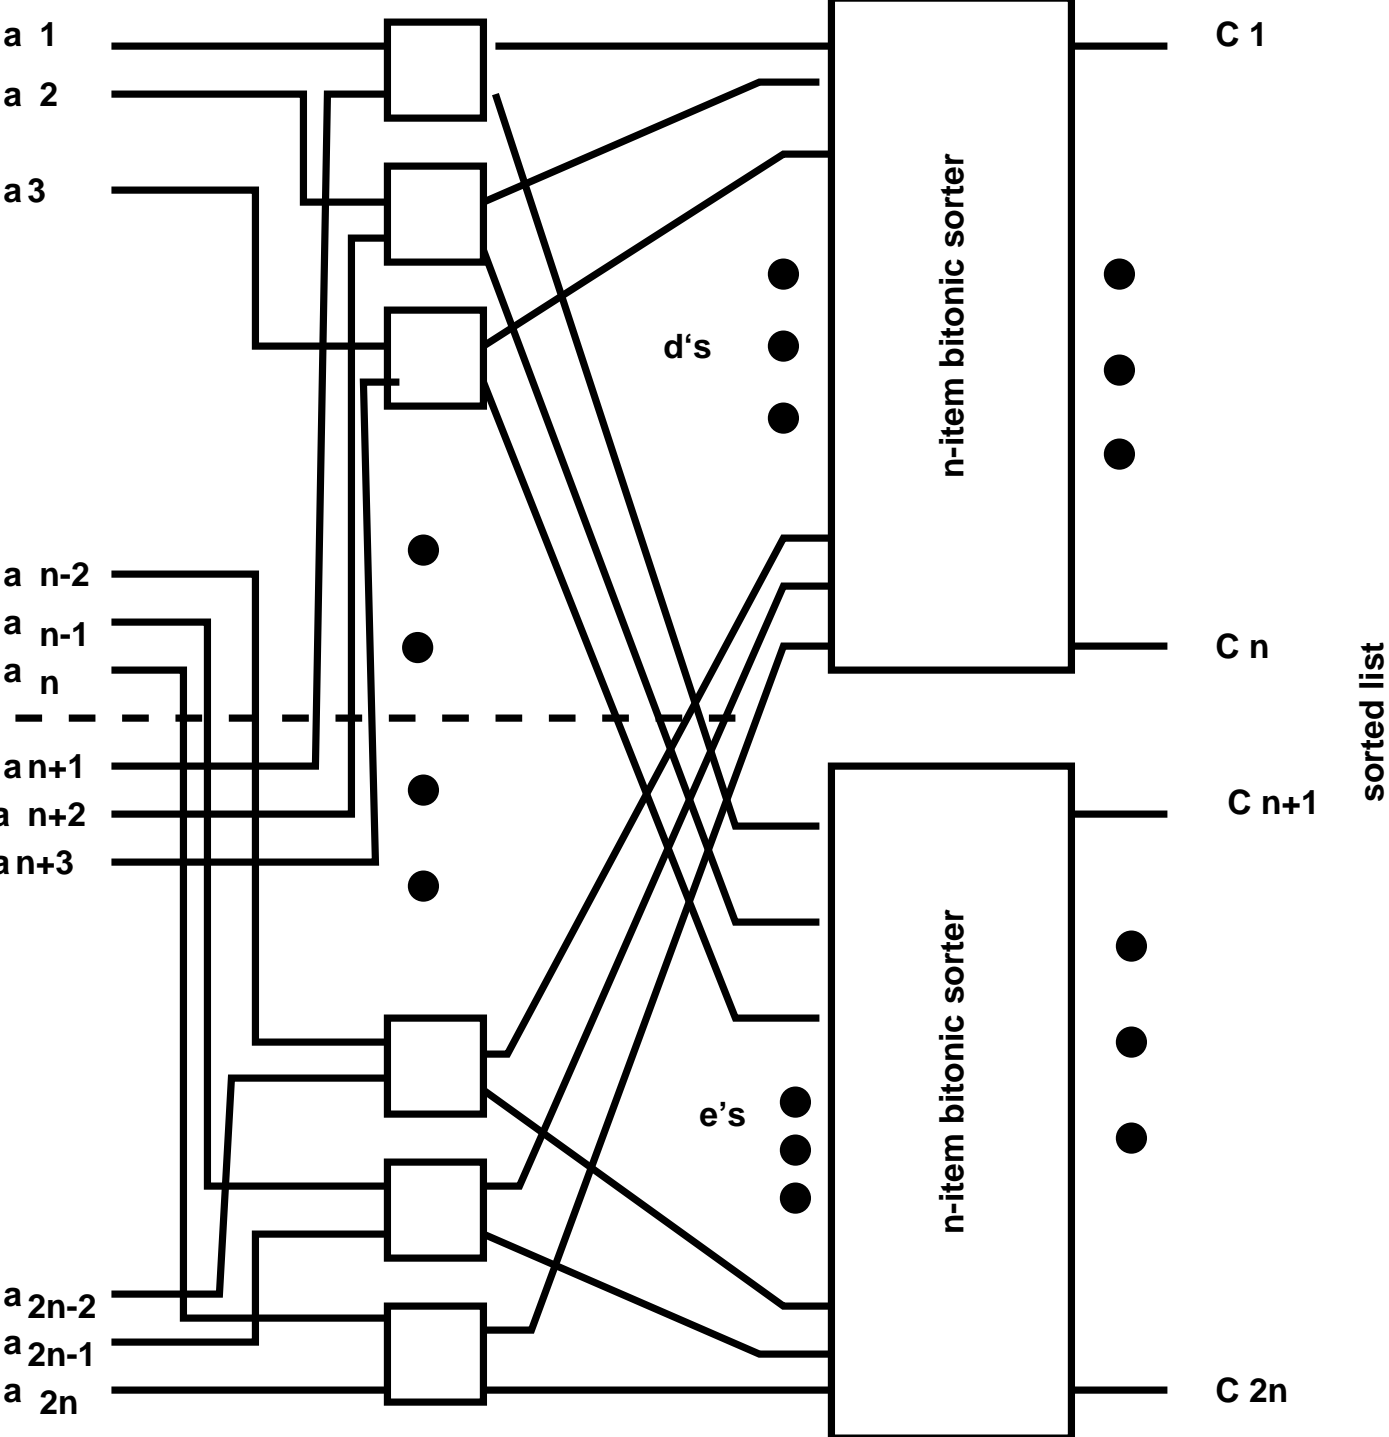 a 1
C 1
a 2
a 3
n-item bitonic sorter
d‘s
a n-2
a n-1
a n
C n
sorted list
a n+1
a n+2
a n+3
C n+1
n-item bitonic sorter
e’s
a 2n-2
a 2n-1
a 2n
C 2n